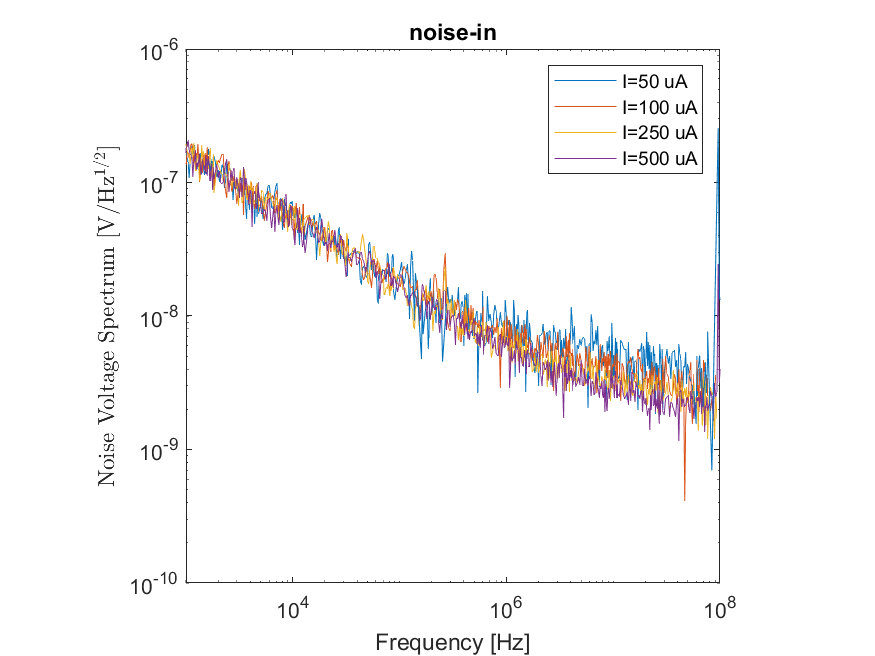 noise-in
10^-6
10^-7
10^-8
10^-9
10^-10
Noise Voltage Spectrum [V/Hz^1/2]
I=50 uA
I=100 uA
I=250 uA
I=500 uA
10^4
10^6
10^8
Frequency [Hz]